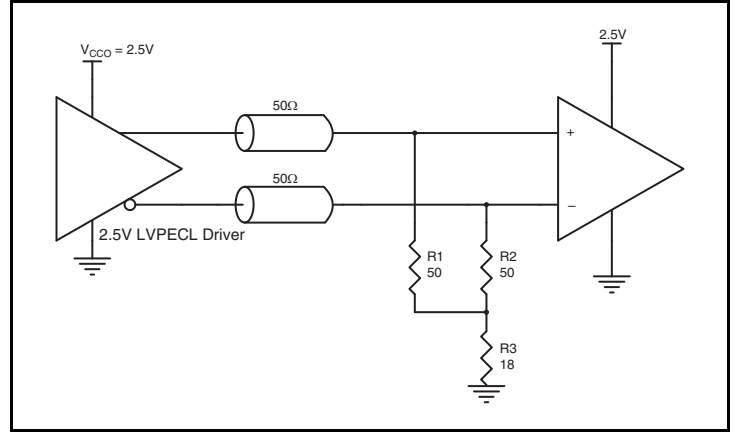 V_CCO = 2.5V
2.5V
50Ω
+
50Ω
–
2.5V LVPECL Driver
R1
50
R2
50
R3
18